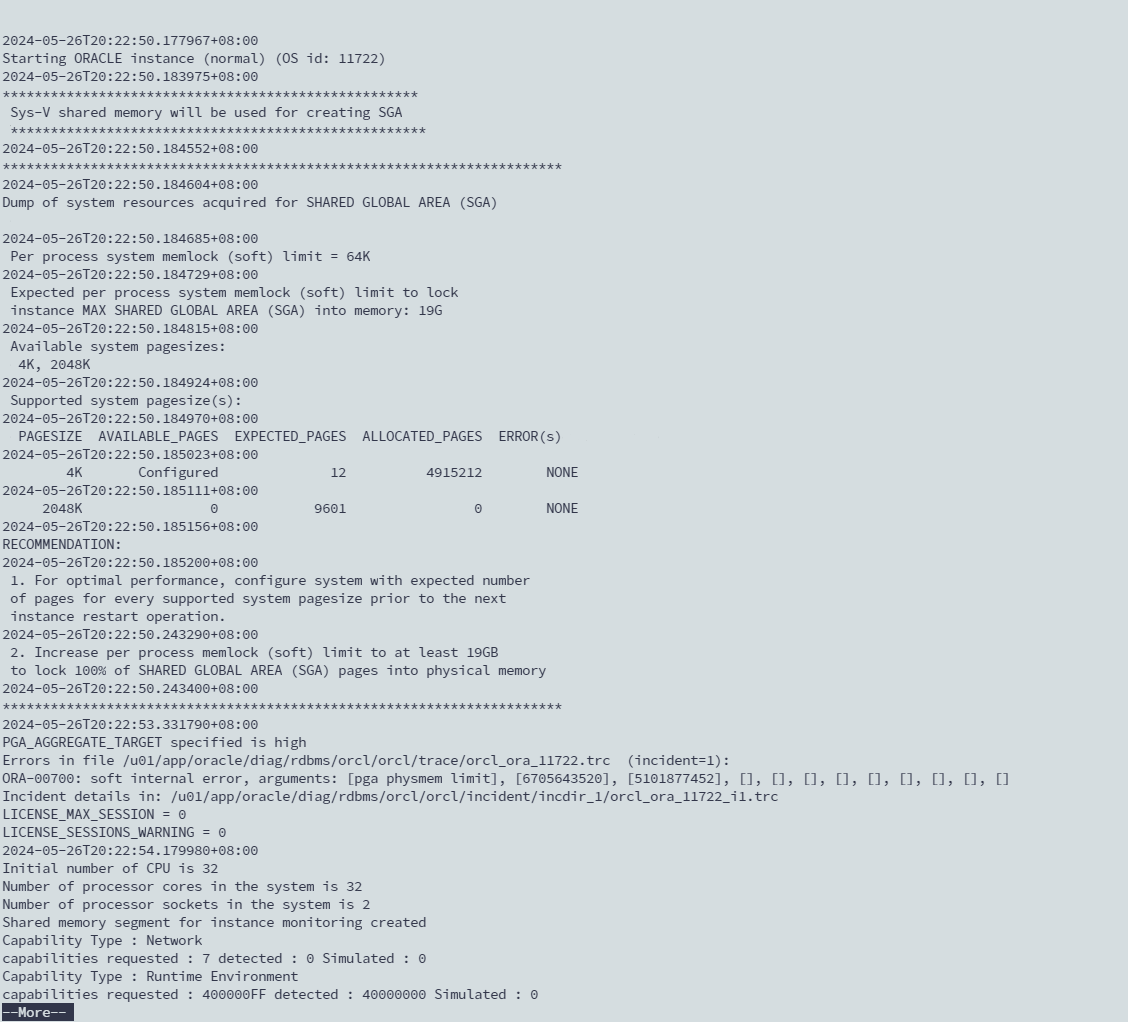 2024-05-26T20:22:50.177967+08:00
Starting ORACLE instance (normal) (OS id: 11722)
2024-05-26T20:22:50.183975+08:00
****************************************************
 Sys-V shared memory will be used for creating SGA
 ****************************************************
2024-05-26T20:22:50.184552+08:00
**********************************************************************
2024-05-26T20:22:50.184604+08:00
Dump of system resources acquired for SHARED GLOBAL AREA (SGA)

2024-05-26T20:22:50.184685+08:00
 Per process system memlock (soft) limit = 64K
2024-05-26T20:22:50.184729+08:00
 Expected per process system memlock (soft) limit to lock
 instance MAX SHARED GLOBAL AREA (SGA) into memory: 19G
2024-05-26T20:22:50.184815+08:00
 Available system pagesizes:
  4K, 2048K
2024-05-26T20:22:50.184924+08:00
 Supported system pagesize(s):
2024-05-26T20:22:50.184970+08:00
  PAGESIZE  AVAILABLE_PAGES  EXPECTED_PAGES  ALLOCATED_PAGES  ERROR(s)
2024-05-26T20:22:50.185023+08:00
        4K       Configured              12          4915212        NONE
2024-05-26T20:22:50.185111+08:00
     2048K                0            9601                0        NONE
2024-05-26T20:22:50.185156+08:00
RECOMMENDATION:
2024-05-26T20:22:50.185200+08:00
 1. For optimal performance, configure system with expected number
 of pages for every supported system pagesize prior to the next
 instance restart operation.
2024-05-26T20:22:50.243290+08:00
 2. Increase per process memlock (soft) limit to at least 19GB
 to lock 100% of SHARED GLOBAL AREA (SGA) pages into physical memory
2024-05-26T20:22:50.243400+08:00
**********************************************************************
2024-05-26T20:22:53.331790+08:00
PGA_AGGREGATE_TARGET specified is high
Errors in file /u01/app/oracle/diag/rdbms/orcl/orcl/trace/orcl_ora_11722.trc  (incident=1):
ORA-00700: soft internal error, arguments: [pga physmem limit], [6705643520], [5101877452], [], [], [], [], [], [], [], [], []
Incident details in: /u01/app/oracle/diag/rdbms/orcl/orcl/incident/incdir_1/orcl_ora_11722_i1.trc
LICENSE_MAX_SESSION = 0
LICENSE_SESSIONS_WARNING = 0
2024-05-26T20:22:54.179980+08:00
Initial number of CPU is 32
Number of processor cores in the system is 32
Number of processor sockets in the system is 2
Shared memory segment for instance monitoring created
Capability Type : Network
capabilities requested : 7 detected : 0 Simulated : 0
Capability Type : Runtime Environment
capabilities requested : 400000FF detected : 40000000 Simulated : 0
--More--